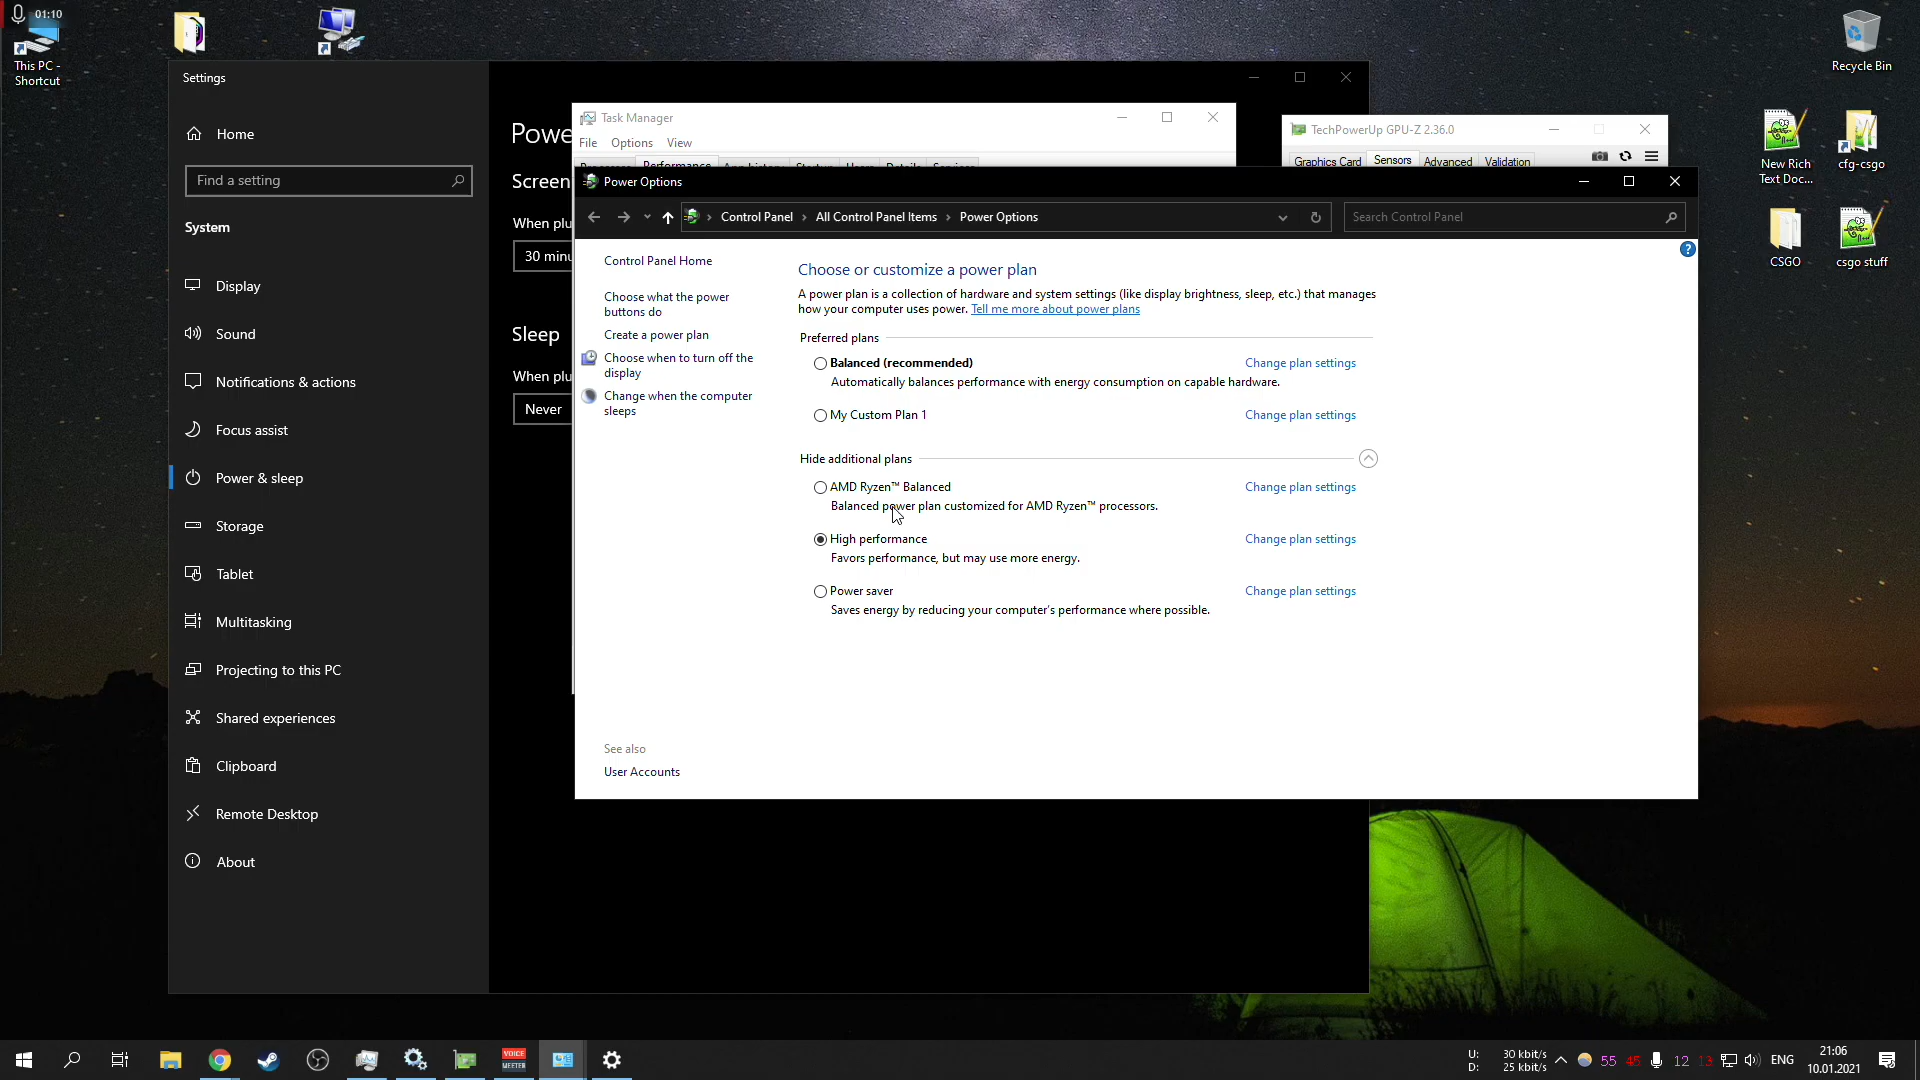 01:10
This PC -
Shortcut
Recycle Bin
New Rich
Text Doc...
cfg-csgo
CSGO
csgo stuff
Settings
Home
Find a setting
System
Display
Sound
Notifications & actions
Focus assist
Power & sleep
Storage
Tablet
Multitasking
Projecting to this PC
Shared experiences
Clipboard
Remote Desktop
About
Powe
Screen
When plu
30 minu
Sleep
When plu
Never
Task Manager
File Options View
Processes Performance App history Startup Users Details Services
TechPowerUp GPU-Z 2.36.0
Graphics Card Sensors Advanced Validation
Power Options
Control Panel › All Control Panel Items › Power Options
Search Control Panel
Control Panel Home
Choose what the power
buttons do
Create a power plan
Choose when to turn off the
display
Change when the computer
sleeps
See also
User Accounts
Choose or customize a power plan
A power plan is a collection of hardware and system settings (like display brightness, sleep, etc.) that manages
how your computer uses power. Tell me more about power plans
Preferred plans
Balanced (recommended) Change plan settings
Automatically balances performance with energy consumption on capable hardware.
My Custom Plan 1 Change plan settings
Hide additional plans
AMD Ryzen™ Balanced Change plan settings
Balanced power plan customized for AMD Ryzen™ processors.
High performance Change plan settings
Favors performance, but may use more energy.
Power saver Change plan settings
Saves energy by reducing your computer's performance where possible.
VOICE
MEETER
U: 30 kbit/s
D: 25 kbit/s
55 45 12 13 ENG
21:06
10.01.2021